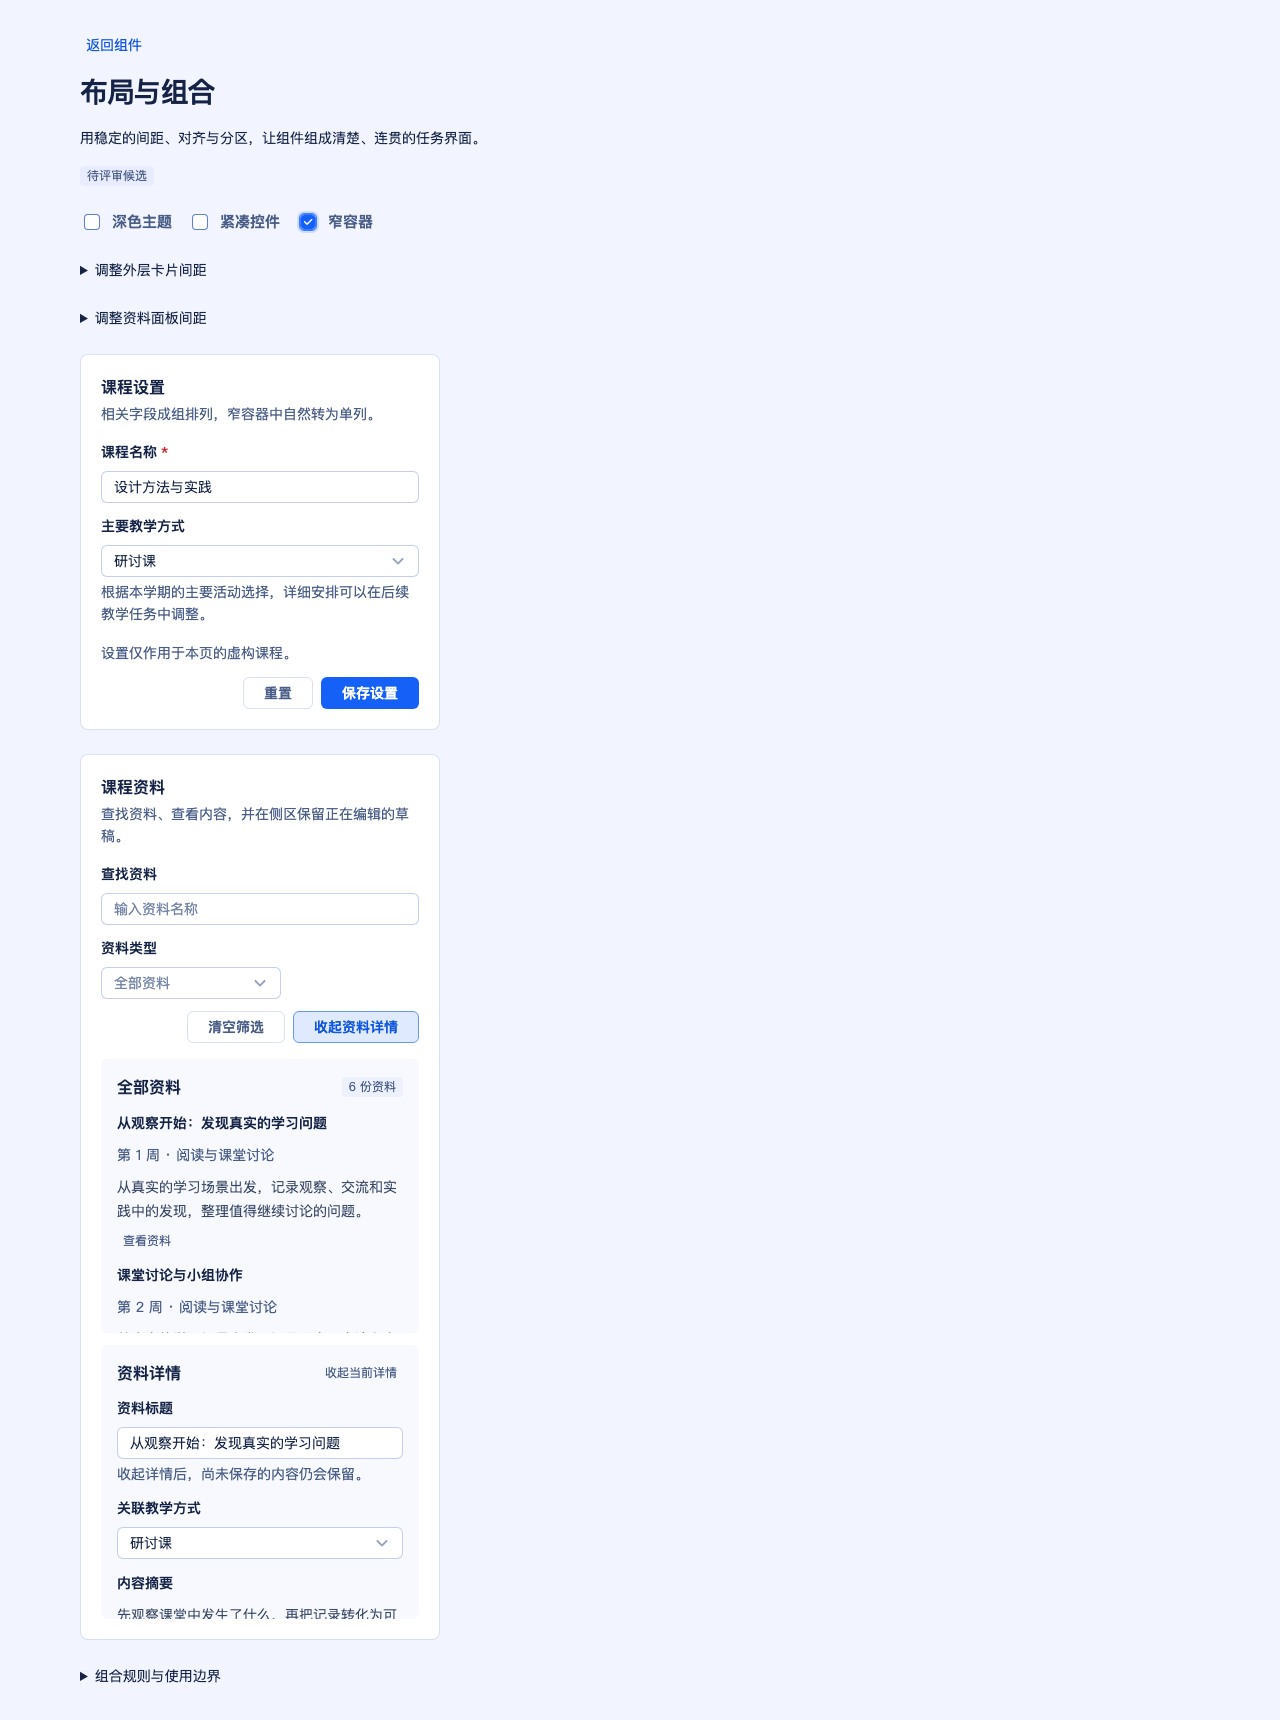 返回组件
布局与组合
用稳定的间距、对齐与分区，让组件组成清楚、连贯的任务界面。
待评审候选
深色主题 紧凑控件 窄容器
调整外层卡片间距
调整资料面板间距
课程设置
相关字段成组排列，窄容器中自然转为单列。
课程名称 *
设计方法与实践
主要教学方式
研讨课
根据本学期的主要活动选择，详细安排可以在后续
教学任务中调整。
设置仅作用于本页的虚构课程。
重置 保存设置
课程资料
查找资料、查看内容，并在侧区保留正在编辑的草
稿。
查找资料
输入资料名称
资料类型
全部资料
清空筛选 收起资料详情
全部资料 6 份资料
从观察开始：发现真实的学习问题
第 1 周 · 阅读与课堂讨论
从真实的学习场景出发，记录观察、交流和实
践中的发现，整理值得继续讨论的问题。
查看资料
课堂讨论与小组协作
第 2 周 · 阅读与课堂讨论
资料详情 收起当前详情
资料标题
从观察开始：发现真实的学习问题
收起详情后，尚未保存的内容仍会保留。
关联教学方式
研讨课
内容摘要
先观察课堂中发生了什么，再把记录转化为可
组合规则与使用边界